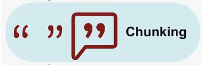 “ ” ” Chunking